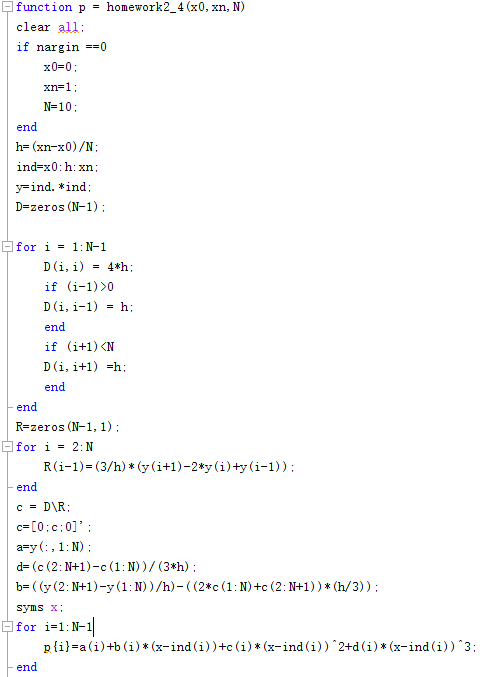 function p = homework2_4(x0,xn,N)
clear all;
if nargin ==0
    x0=0;
    xn=1;
    N=10;
end
h=(xn-x0)/N;
ind=x0:h:xn;
y=ind.*ind;
D=zeros(N-1);

for i = 1:N-1
    D(i,i) = 4*h;
    if (i-1)>0
    D(i,i-1) = h;
    end
    if (i+1)<N
    D(i,i+1) =h;
    end
end
R=zeros(N-1,1);
for i = 2:N
    R(i-1)=(3/h)*(y(i+1)-2*y(i)+y(i-1));
end
c = D\R;
c=[0;c;0]';
a=y(:,1:N);
d=(c(2:N+1)-c(1:N))/(3*h);
b=((y(2:N+1)-y(1:N))/h)-((2*c(1:N)+c(2:N+1))*(h/3));
syms x;
for i=1:N-1
    p{i}=a(i)+b(i)*(x-ind(i))+c(i)*(x-ind(i))^2+d(i)*(x-ind(i))^3;
end